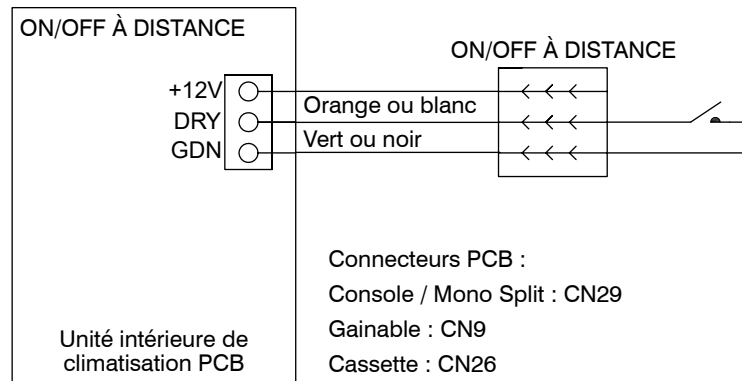 ON/OFF À DISTANCE
ON/OFF À DISTANCE
+12V
Orange ou blanc
DRY
Vert ou noir
GDN
Connecteurs PCB :
Console / Mono Split : CN29
Gainable : CN9
Cassette : CN26
Unité intérieure de
climatisation PCB